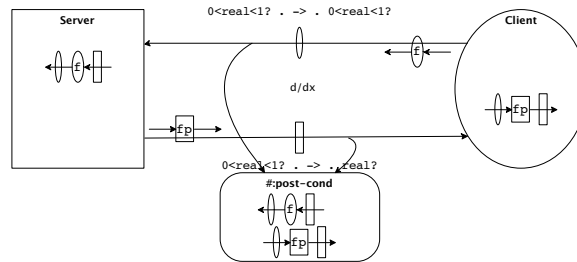 0<real<1? . -> . 0<real<1?
Server
Client
f
f
d/dx
fp
fp
0<real<1? . -> . real?
#:post-cond
f
fp